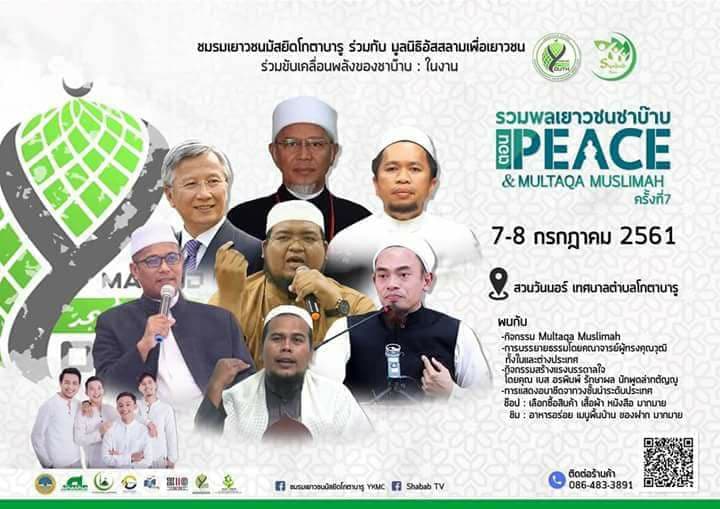 ชมรมเยาวชนมัสยิดโกตาบารู ร่วมกับ มูลนิธิอัสสลามเพื่อเยาวชน
ร่วมขับเคลื่อนพลังของชาบ๊าบ : ในงาน
รวมพลเยาวชนชาบ๊าบ
PEACE
& MULTAQA MUSLIMAH
ครั้งที่7
7-8 กรกฎาคม 2561
สวนวันนอร์ เทศบาลตำบลโกตาบารู
พบกับ
-กิจกรรม Multaqa Muslimah
-การบรรยายธรรมโดยคณาจารย์ผู้ทรงคุณวุฒิ
ทั้งในและต่างประเทศ
-กิจกรรมสร้างแรงบรรดาลใจ
โดยคุณ เบส อรพิมพ์ รักษาผล นักพูดล่ากตัญญู
-การแสดงอนาชีดจากวงชั้นนำระดับประเทศ
ช๊อป : เลือกซื้อสินค้า เสื้อผ้า หนังสือ มากมาย
ชิม : อาหารอร่อย เมนูพื้นบ้าน ของฝาก มากมาย
ติดต่อร้านค้า
086-483-3891
ชมรมเยาวชนมัสยิดโกตาบารู YKMC
Shabab TV